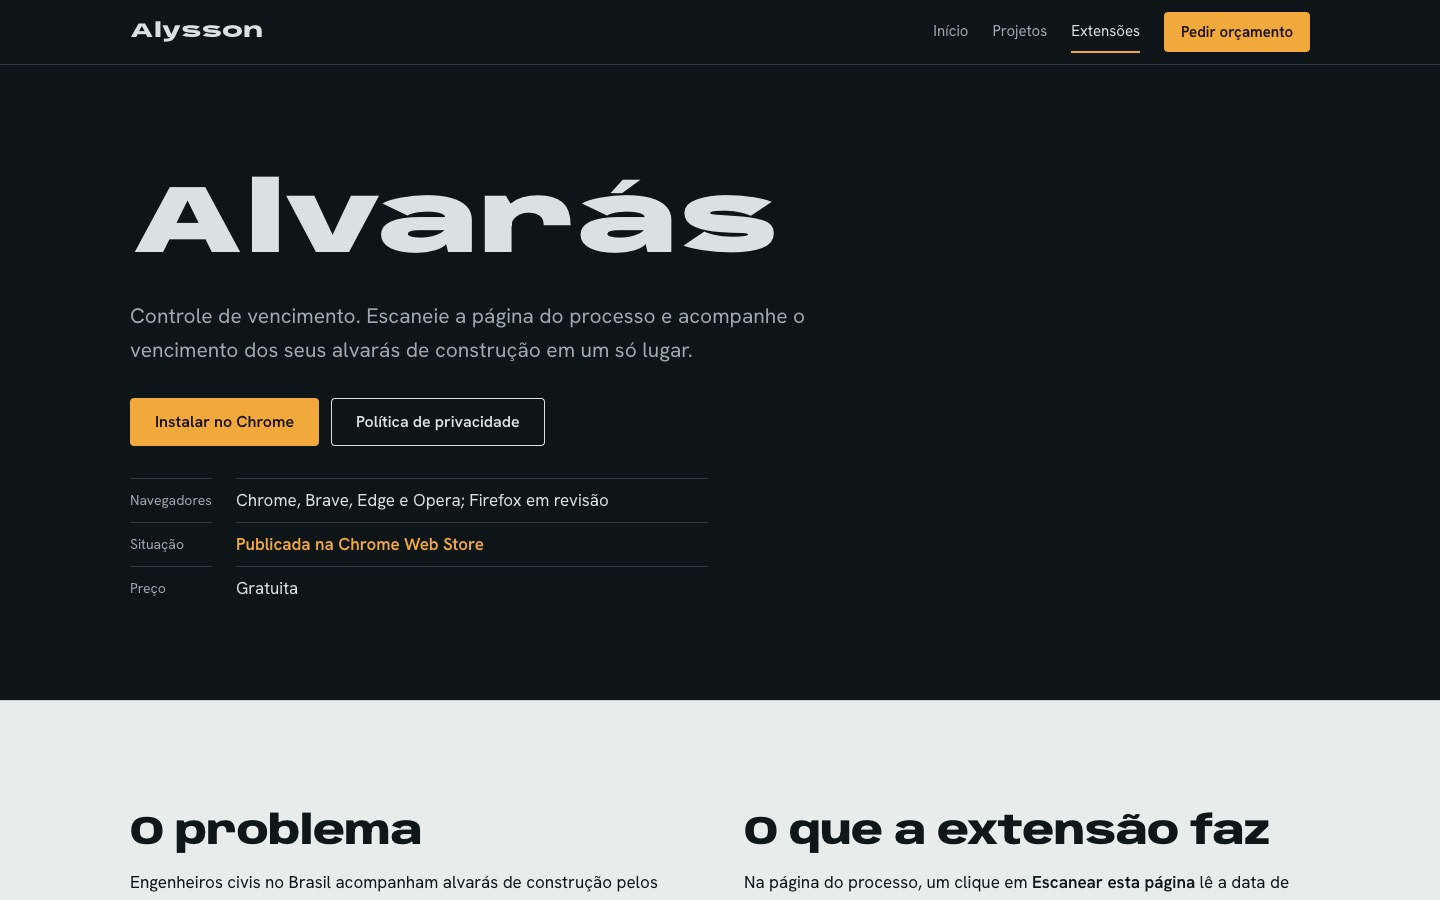 Alysson
Início
Projetos
Extensões
Pedir orçamento
Alvarás
Controle de vencimento. Escaneie a página do processo e acompanhe o
vencimento dos seus alvarás de construção em um só lugar.
Instalar no Chrome
Política de privacidade
Navegadores
Chrome, Brave, Edge e Opera; Firefox em revisão
Situação
Publicada na Chrome Web Store
Preço
Gratuita
O problema
Engenheiros civis no Brasil acompanham alvarás de construção pelos
O que a extensão faz
Na página do processo, um clique em Escanear esta página lê a data de